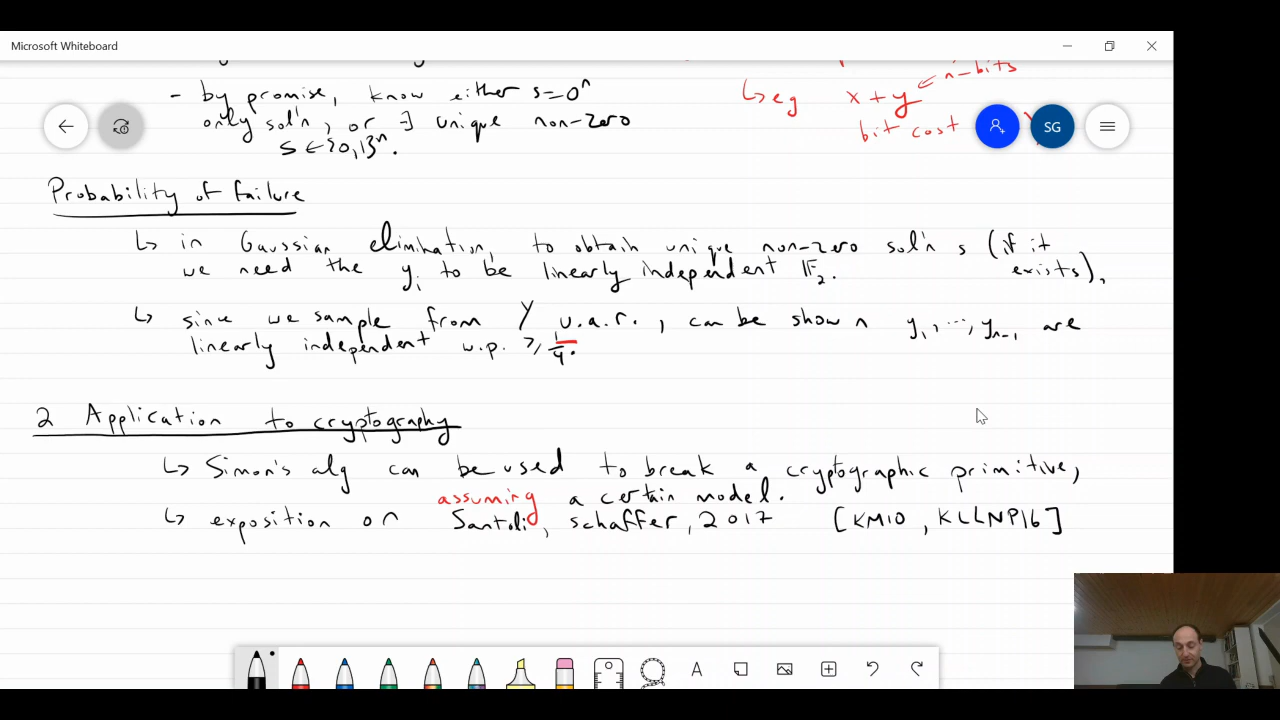 Microsoft Whiteboard
- by promise, know either s=0ⁿ
only sol'n, or ∃ unique non-zero
s ∈ {0,1}ⁿ.
n-bits
↳ eg x + y
bit cost
SG
Probability of failure
↳ in Gaussian elimination, to obtain unique non-zero sol'n s (if it
exists),
we need the yᵢ to be linearly independent 𝔽₂.
↳ since we sample from Y u.a.r., can be shown y₁, ..., yₙ₋₁ are
linearly independent w.p. ≥ 1/4.
2 Application to cryptography
↳ Simon's alg can be used to break a cryptographic primitive,
assuming a certain model.
↳ exposition on Santoli, Schaffer, 2017 [KM10, KLLNP16]
A